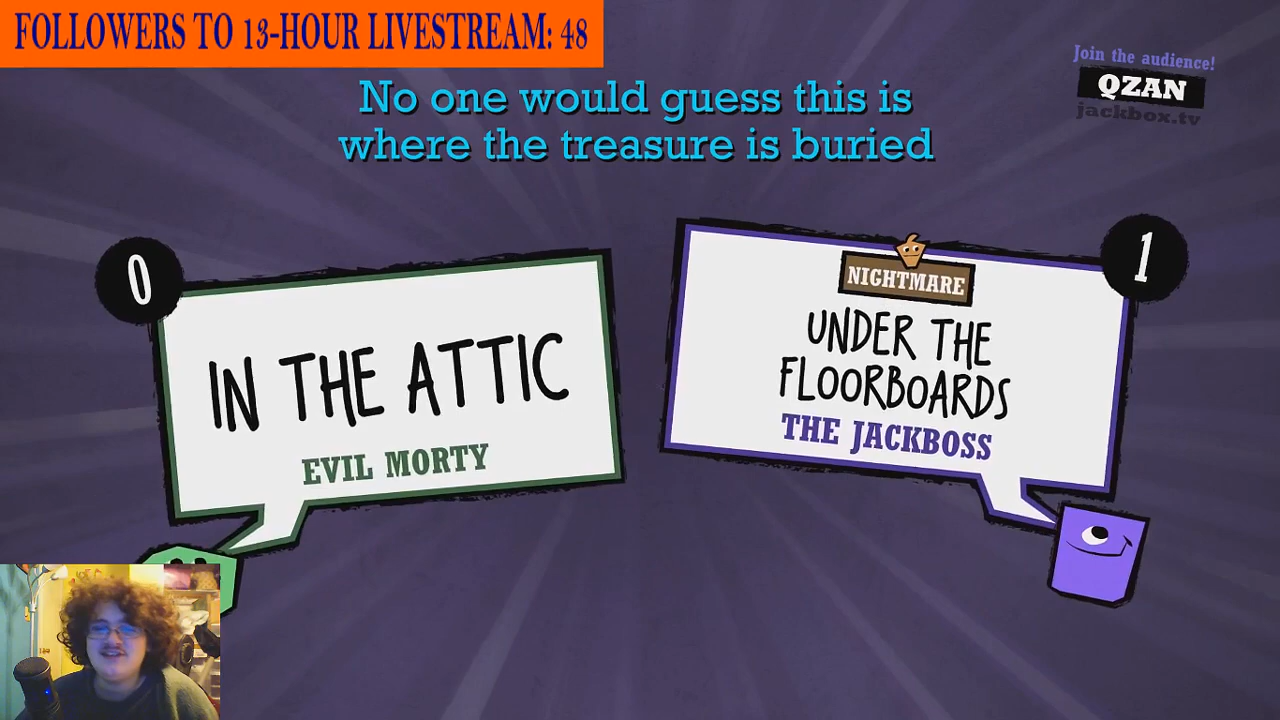 FOLLOWERS TO 13-HOUR LIVESTREAM: 48
Join the audience!
QZAN
jackbox.tv
No one would guess this is
where the treasure is buried
0
IN THE ATTIC
EVIL MORTY
1
NIGHTMARE
UNDER THE
FLOORBOARDS
THE JACKBOSS